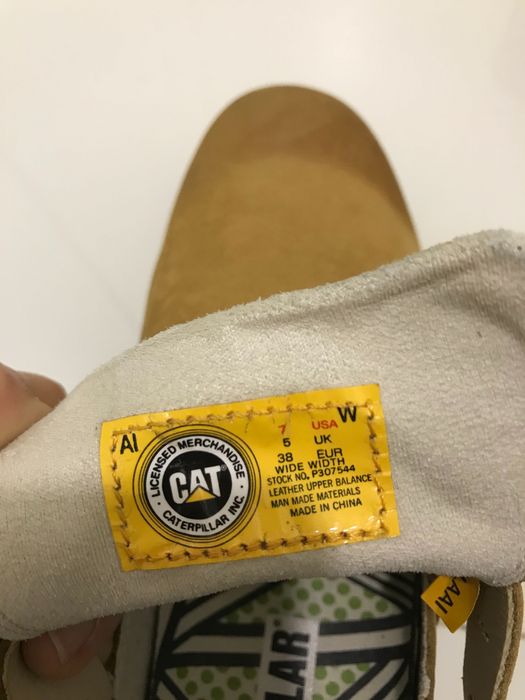 AI
LICENSED MERCHANDISE
CAT
CATERPILLAR INC.
7 USA W
5 UK
38 EUR
WIDE WIDTH
STOCK NO. P307544
LEATHER UPPER BALANCE
MAN MADE MATERIALS
MADE IN CHINA
LAR